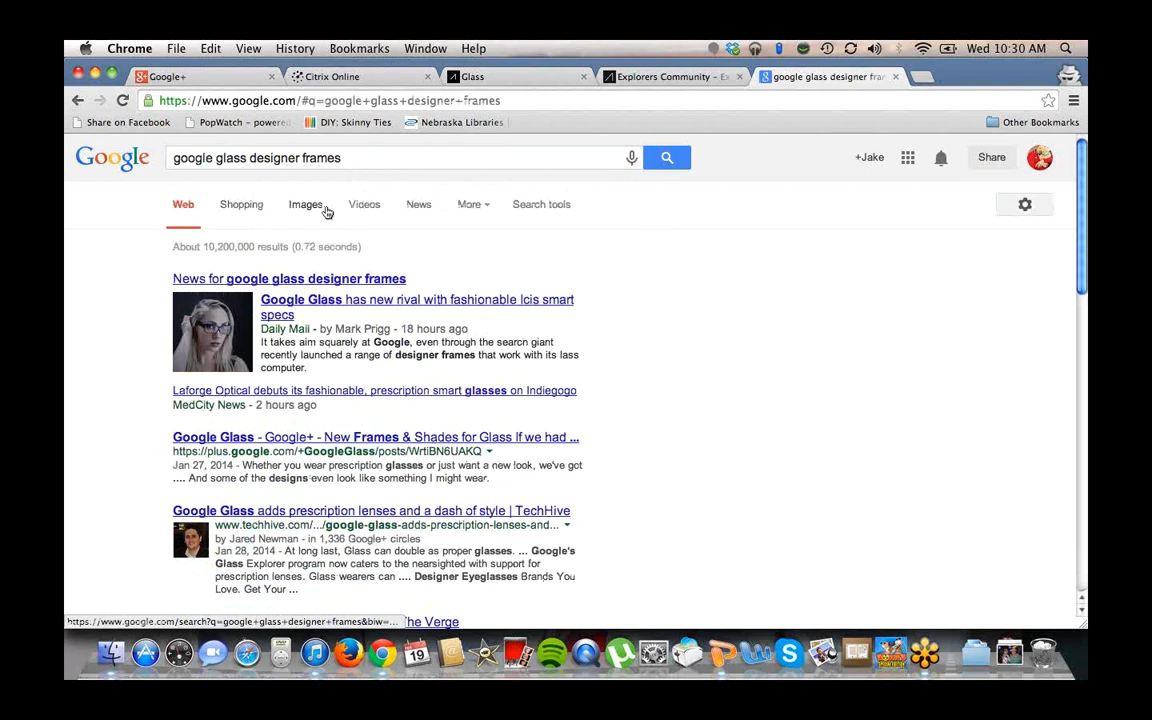 Chrome File Edit View History Bookmarks Window Help Wed 10:30 AM
Google+ Citrix Online Glass Explorers Community - Ex google glass designer fram
https://www.google.com/#q=google+glass+designer+frames
Share on Facebook PopWatch - powere DIY: Skinny Ties Nebraska Libraries Other Bookmarks
Google google glass designer frames +Jake Share
Web Shopping Images Videos News More Search tools
About 10,200,000 results (0.72 seconds)
News for google glass designer frames
Google Glass has new rival with fashionable Icis smart
specs
Daily Mail - by Mark Prigg - 18 hours ago
It takes aim squarely at Google, even through the search giant
recently launched a range of designer frames that work with its lass
computer.
Laforge Optical debuts its fashionable, prescription smart glasses on Indiegogo
MedCity News - 2 hours ago
Google Glass - Google+ - New Frames & Shades for Glass If we had ...
https://plus.google.com/+GoogleGlass/posts/WrtiBN6UAKQ
Jan 27, 2014 - Whether you wear prescription glasses or just want a new look, we've got
.... And some of the designs even look like something I might wear.
Google Glass adds prescription lenses and a dash of style | TechHive
www.techhive.com/.../google-glass-adds-prescription-lenses-and...
by Jared Newman - in 1,336 Google+ circles
Jan 28, 2014 - At long last, Glass can double as proper glasses. ... Google's
Glass Explorer program now caters to the nearsighted with support for
prescription lenses. Glass wearers can .... Designer Eyeglasses Brands You
Love. Get Your ...
https://www.google.com/search?q=google+glass+designer+frames&biw=... The Verge
19